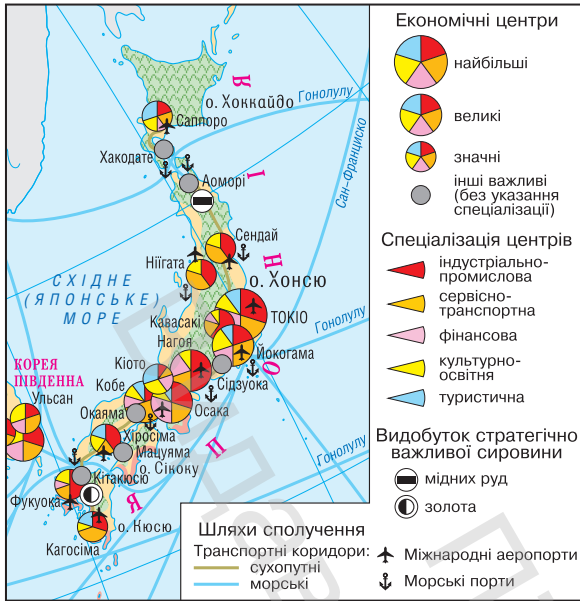 Я
І
Н
О
П
Я
о. Хоккайдо
Саппоро
Гонолулу
Сан-Франциско
Хакодате
Аоморі
Сендай
Ніїгата
о. Хонсю
СХІДНЕ
(ЯПОНСЬКЕ)
МОРЕ
Кавасакі
ТОКІО
Нагоя
Йокогама
Гонолулу
КОРЕЯ
ПІВДЕННА
Ульсан
Кіото
Кобе
Сідзуока
Окаяма
Осака
Хіросіма
Мацуяма
о. Сікоку
Гонолулу
Кітакюсю
Фукуока
о. Кюсю
Кагосіма
Шляхи сполучення
Транспортні коридори:
сухопутні
морські
Економічні центри
найбільші
великі
значні
інші важливі
(без указання
спеціалізації)
Спеціалізація центрів
індустріально-
промислова
сервісно-
транспортна
фінансова
культурно-
освітня
туристична
Видобуток стратегічно
важливої сировини
мідних руд
золота
Міжнародні аеропорти
Морські порти